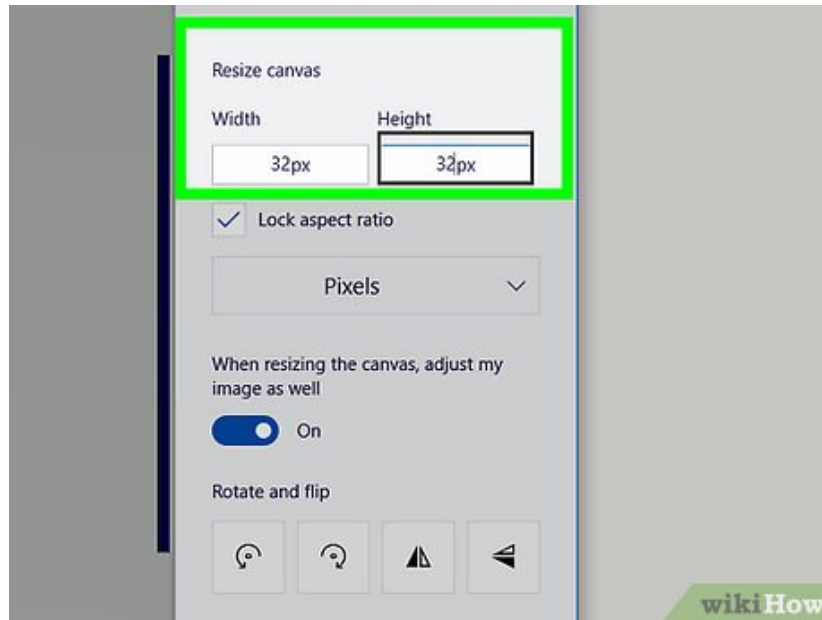 Resize canvas
Width Height
32px 32px
Lock aspect ratio
Pixels
When resizing the canvas, adjust my
image as well
On
Rotate and flip
wikiHow